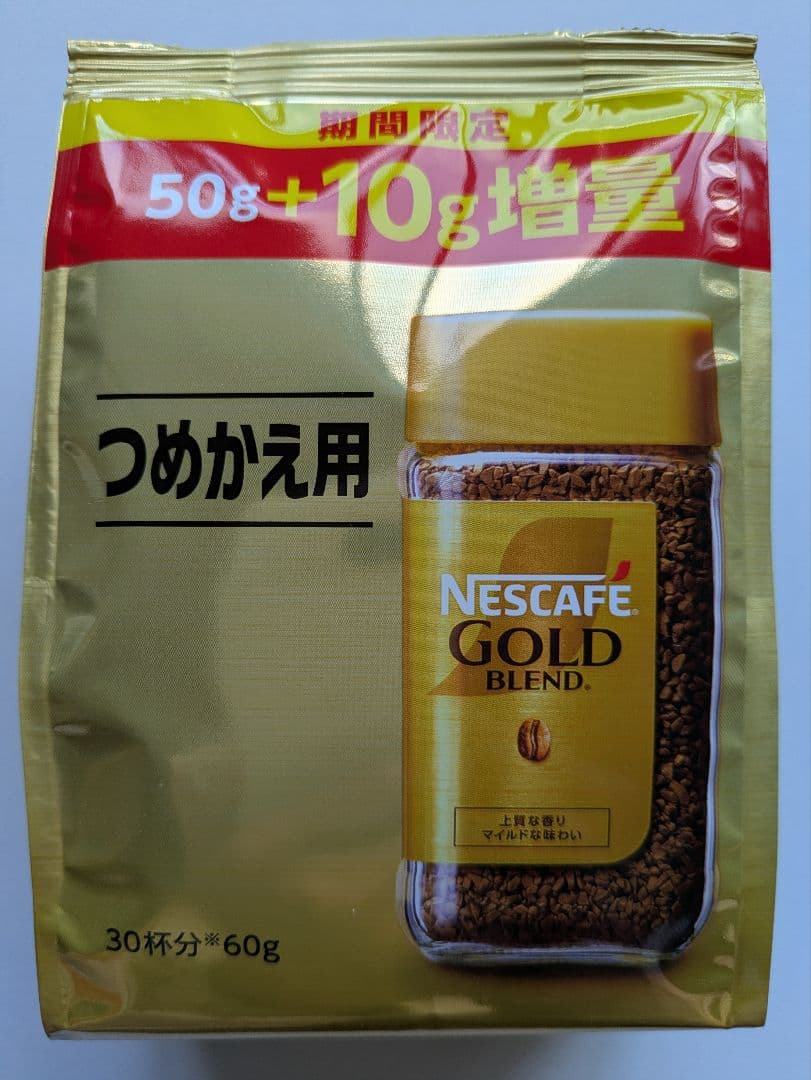 期間限定
50g+10g増量
つめかえ用
NESCAFÉ®
GOLD
BLEND®
上質な香り
マイルドな味わい
30杯分※60g